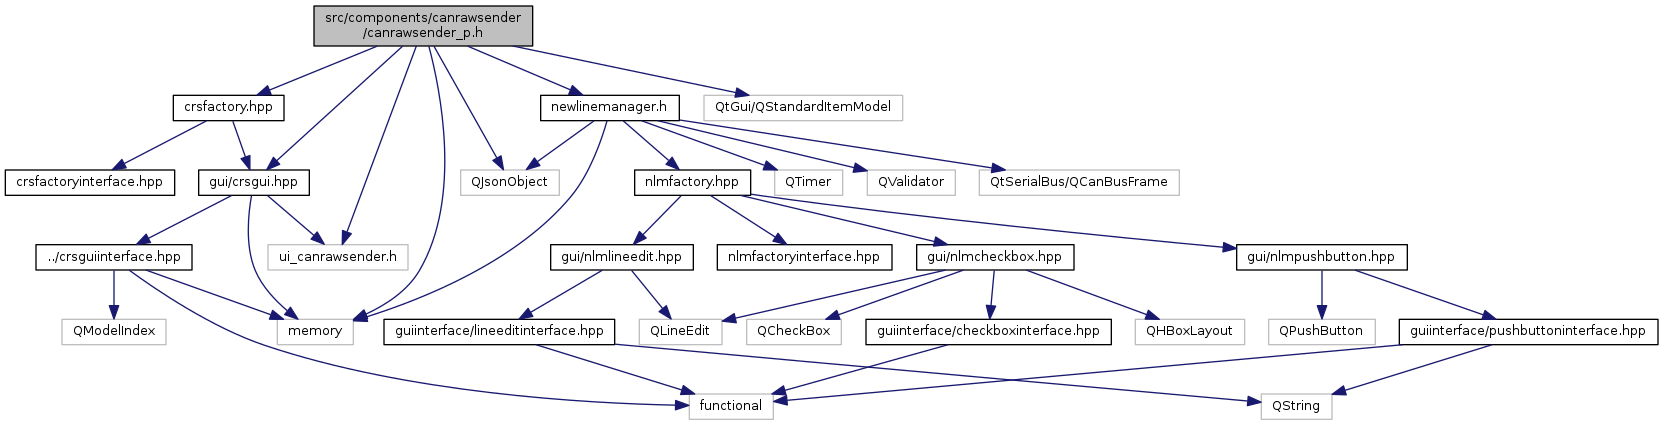 src/components/canrawsender
/canrawsender_p.h
crsfactory.hpp
newlinemanager.h
QtGui/QStandardItemModel
crsfactoryinterface.hpp
gui/crsgui.hpp
QJsonObject
nlmfactory.hpp
QTimer
QValidator
QtSerialBus/QCanBusFrame
../crsguiinterface.hpp
ui_canrawsender.h
gui/nlmlineedit.hpp
nlmfactoryinterface.hpp
gui/nlmcheckbox.hpp
gui/nlmpushbutton.hpp
QModelIndex
memory
guiinterface/lineeditinterface.hpp
QLineEdit
QCheckBox
guiinterface/checkboxinterface.hpp
QHBoxLayout
QPushButton
guiinterface/pushbuttoninterface.hpp
functional
QString